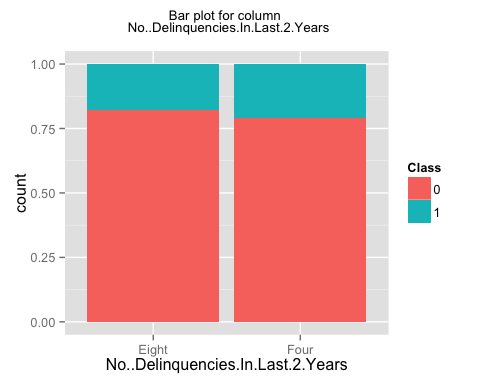 Bar plot for column
No..Delinquencies.In.Last.2.Years
1.00
0.75
0.50
0.25
0.00
count
Eight
Four
No..Delinquencies.In.Last.2.Years
Class
0
1